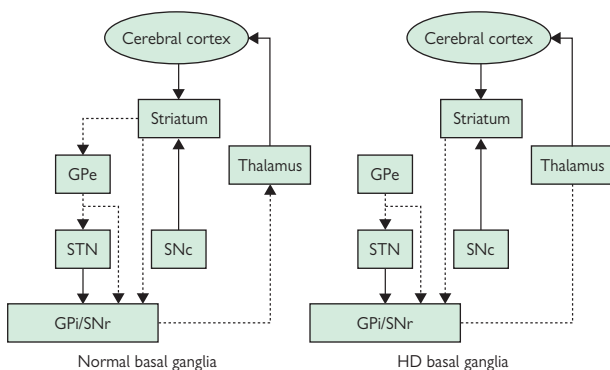 Cerebral cortex
Striatum
GPe
Thalamus
STN
SNc
GPi/SNr
Normal basal ganglia
Cerebral cortex
Striatum
GPe
Thalamus
STN
SNc
GPi/SNr
HD basal ganglia